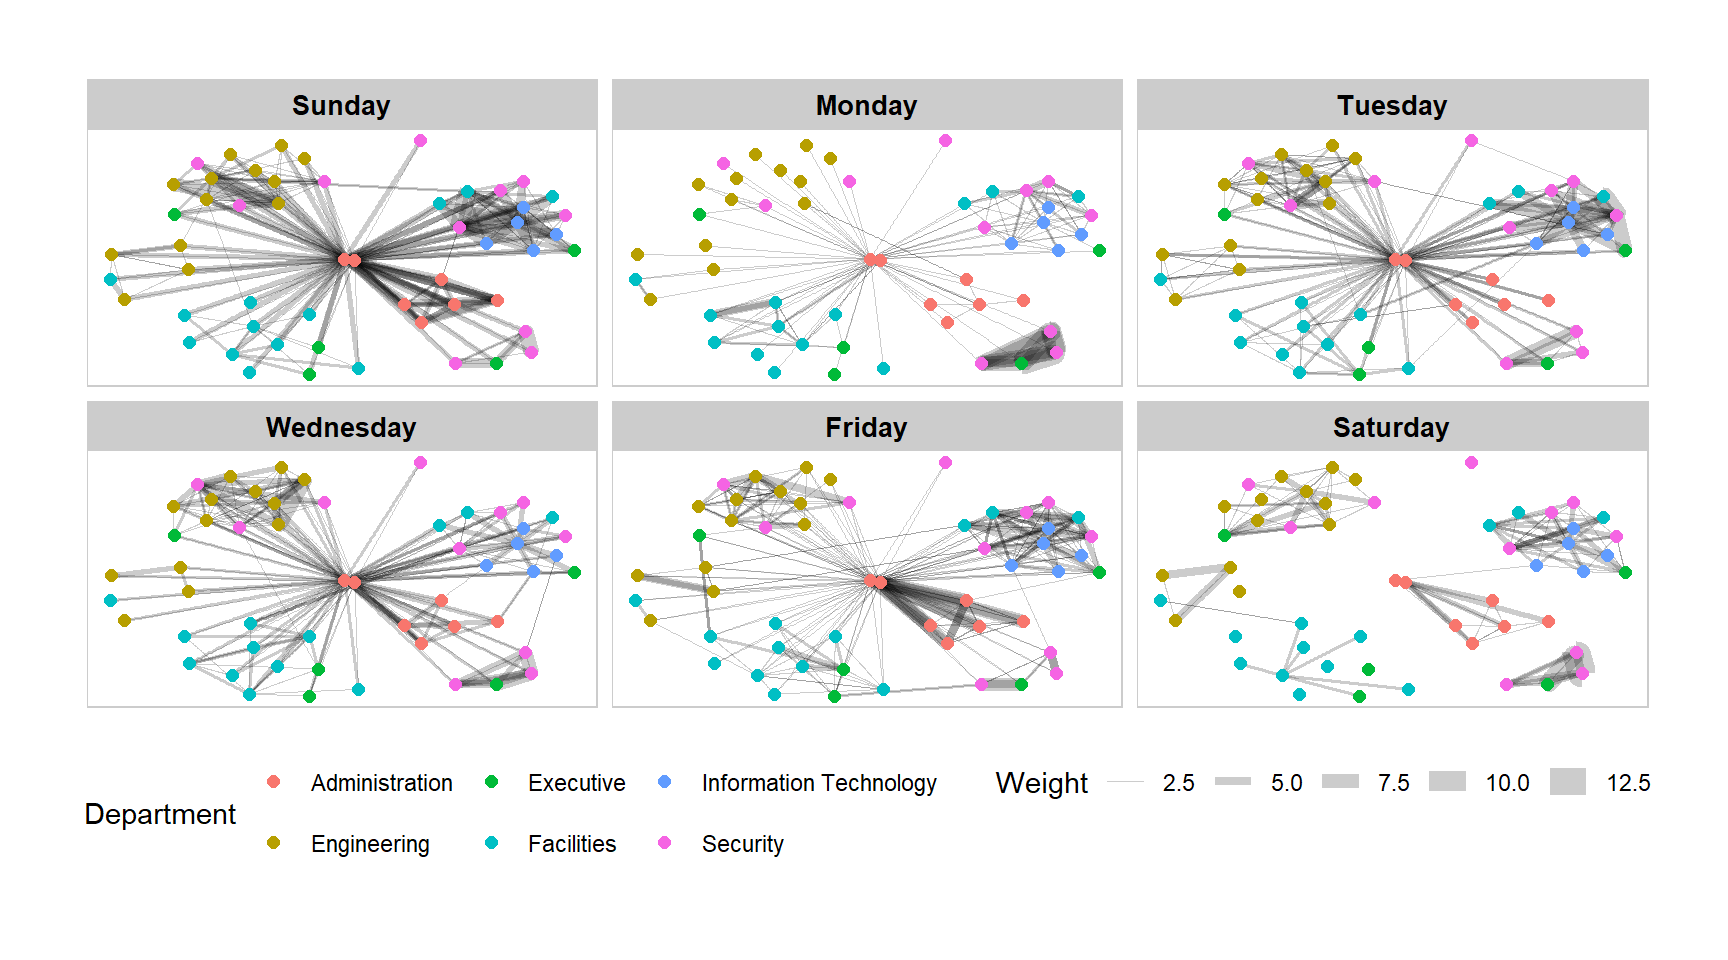 Sunday
Monday
Tuesday
Wednesday
Friday
Saturday
Department
Administration
Executive
Information Technology
Engineering
Facilities
Security
Weight
2.5
5.0
7.5
10.0
12.5